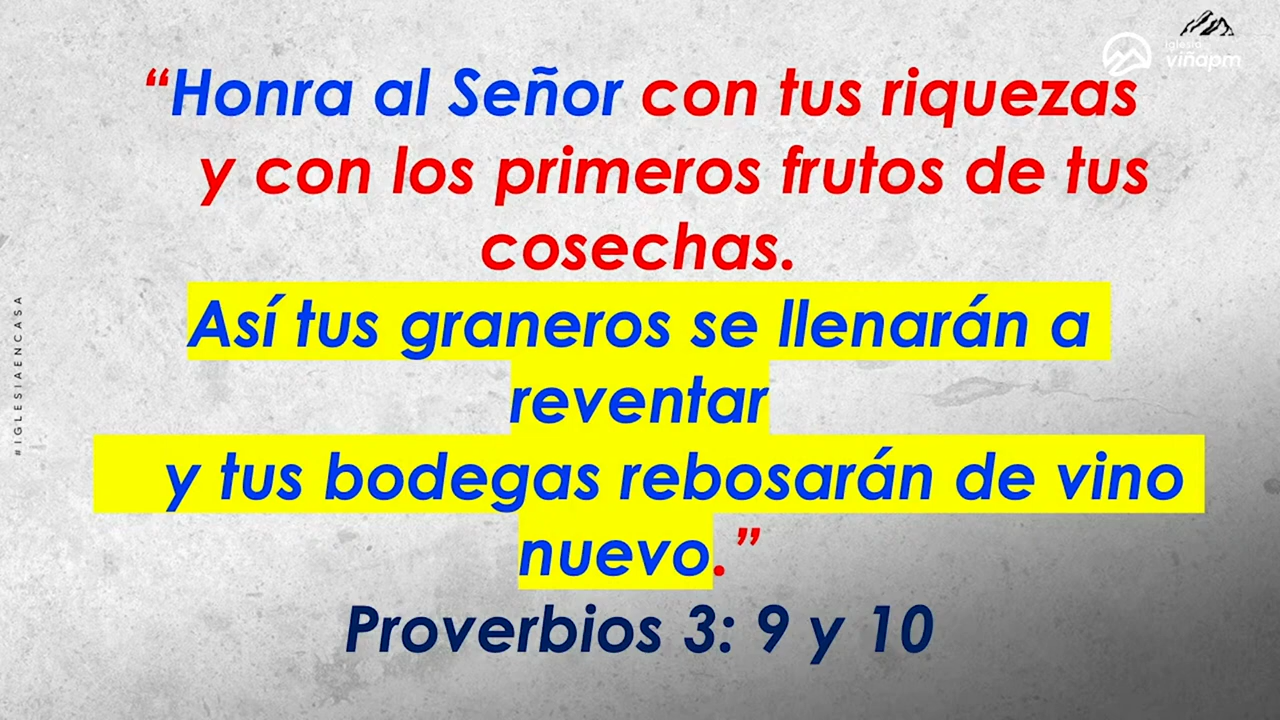 iglesia
vinapm
“Honra al Señor con tus riquezas
y con los primeros frutos de tus
cosechas.
Así tus graneros se llenarán a
reventar
y tus bodegas rebosarán de vino
nuevo.”
Proverbios 3: 9 y 10
#IGLESIAENCASA